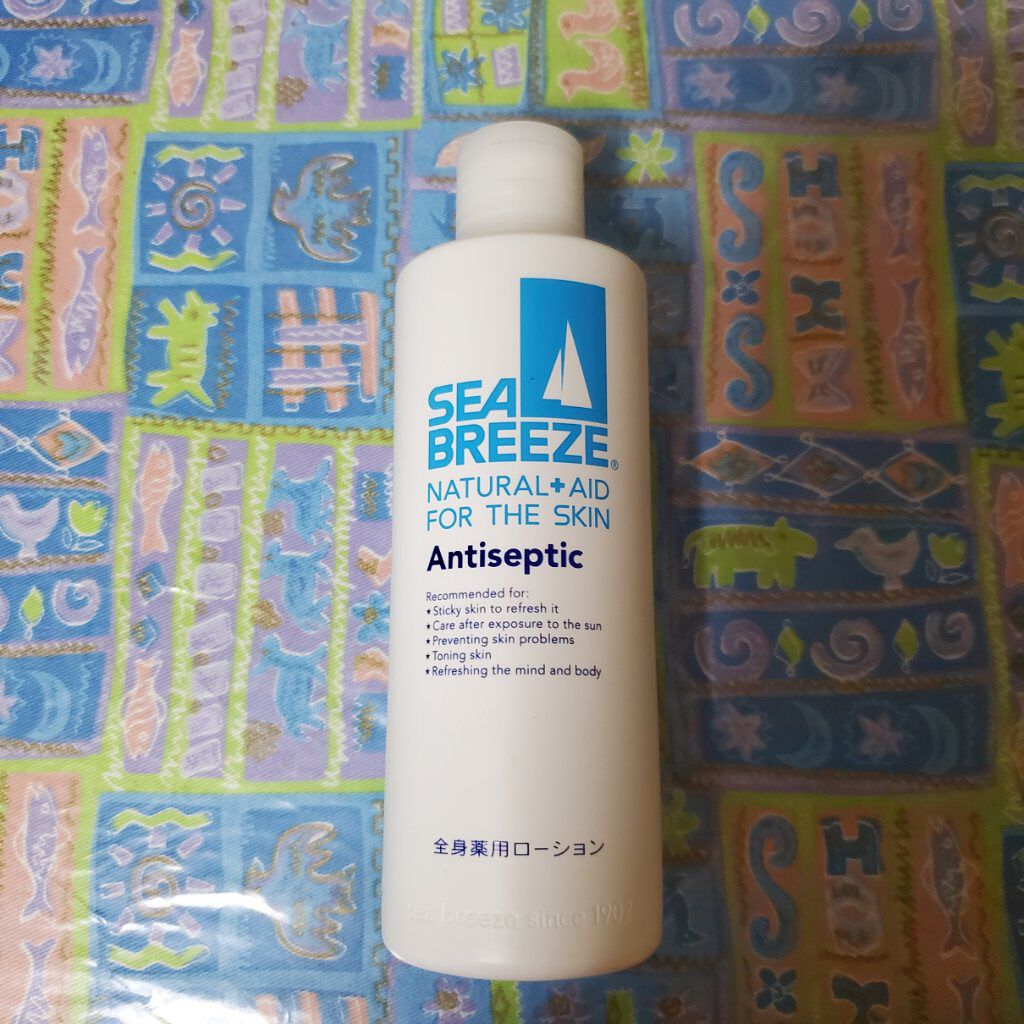 SEA
BREEZE®
NATURAL+AID
FOR THE SKIN
Antiseptic
Recommended for:
★Sticky skin to refresh it
★Care after exposure to the sun
★Preventing skin problems
★Toning skin
★Refreshing the mind and body
全身薬用ローション
sea breeze since 1902